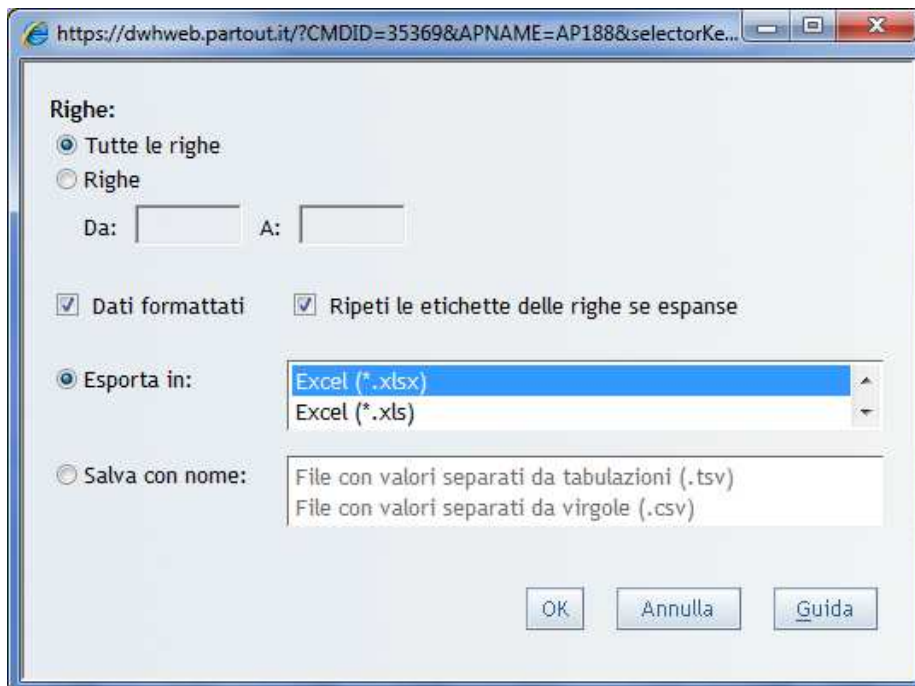 https://dwhweb.partout.it/?CMDID=35369&APNAME=AP188&selectorKe...
Righe:
Tutte le righe
Righe
Da: A:
Dati formattati Ripeti le etichette delle righe se espanse
Esporta in: Excel (*.xlsx)
Excel (*.xls)
Salva con nome: File con valori separati da tabulazioni (.tsv)
File con valori separati da virgole (.csv)
OK Annulla Guida